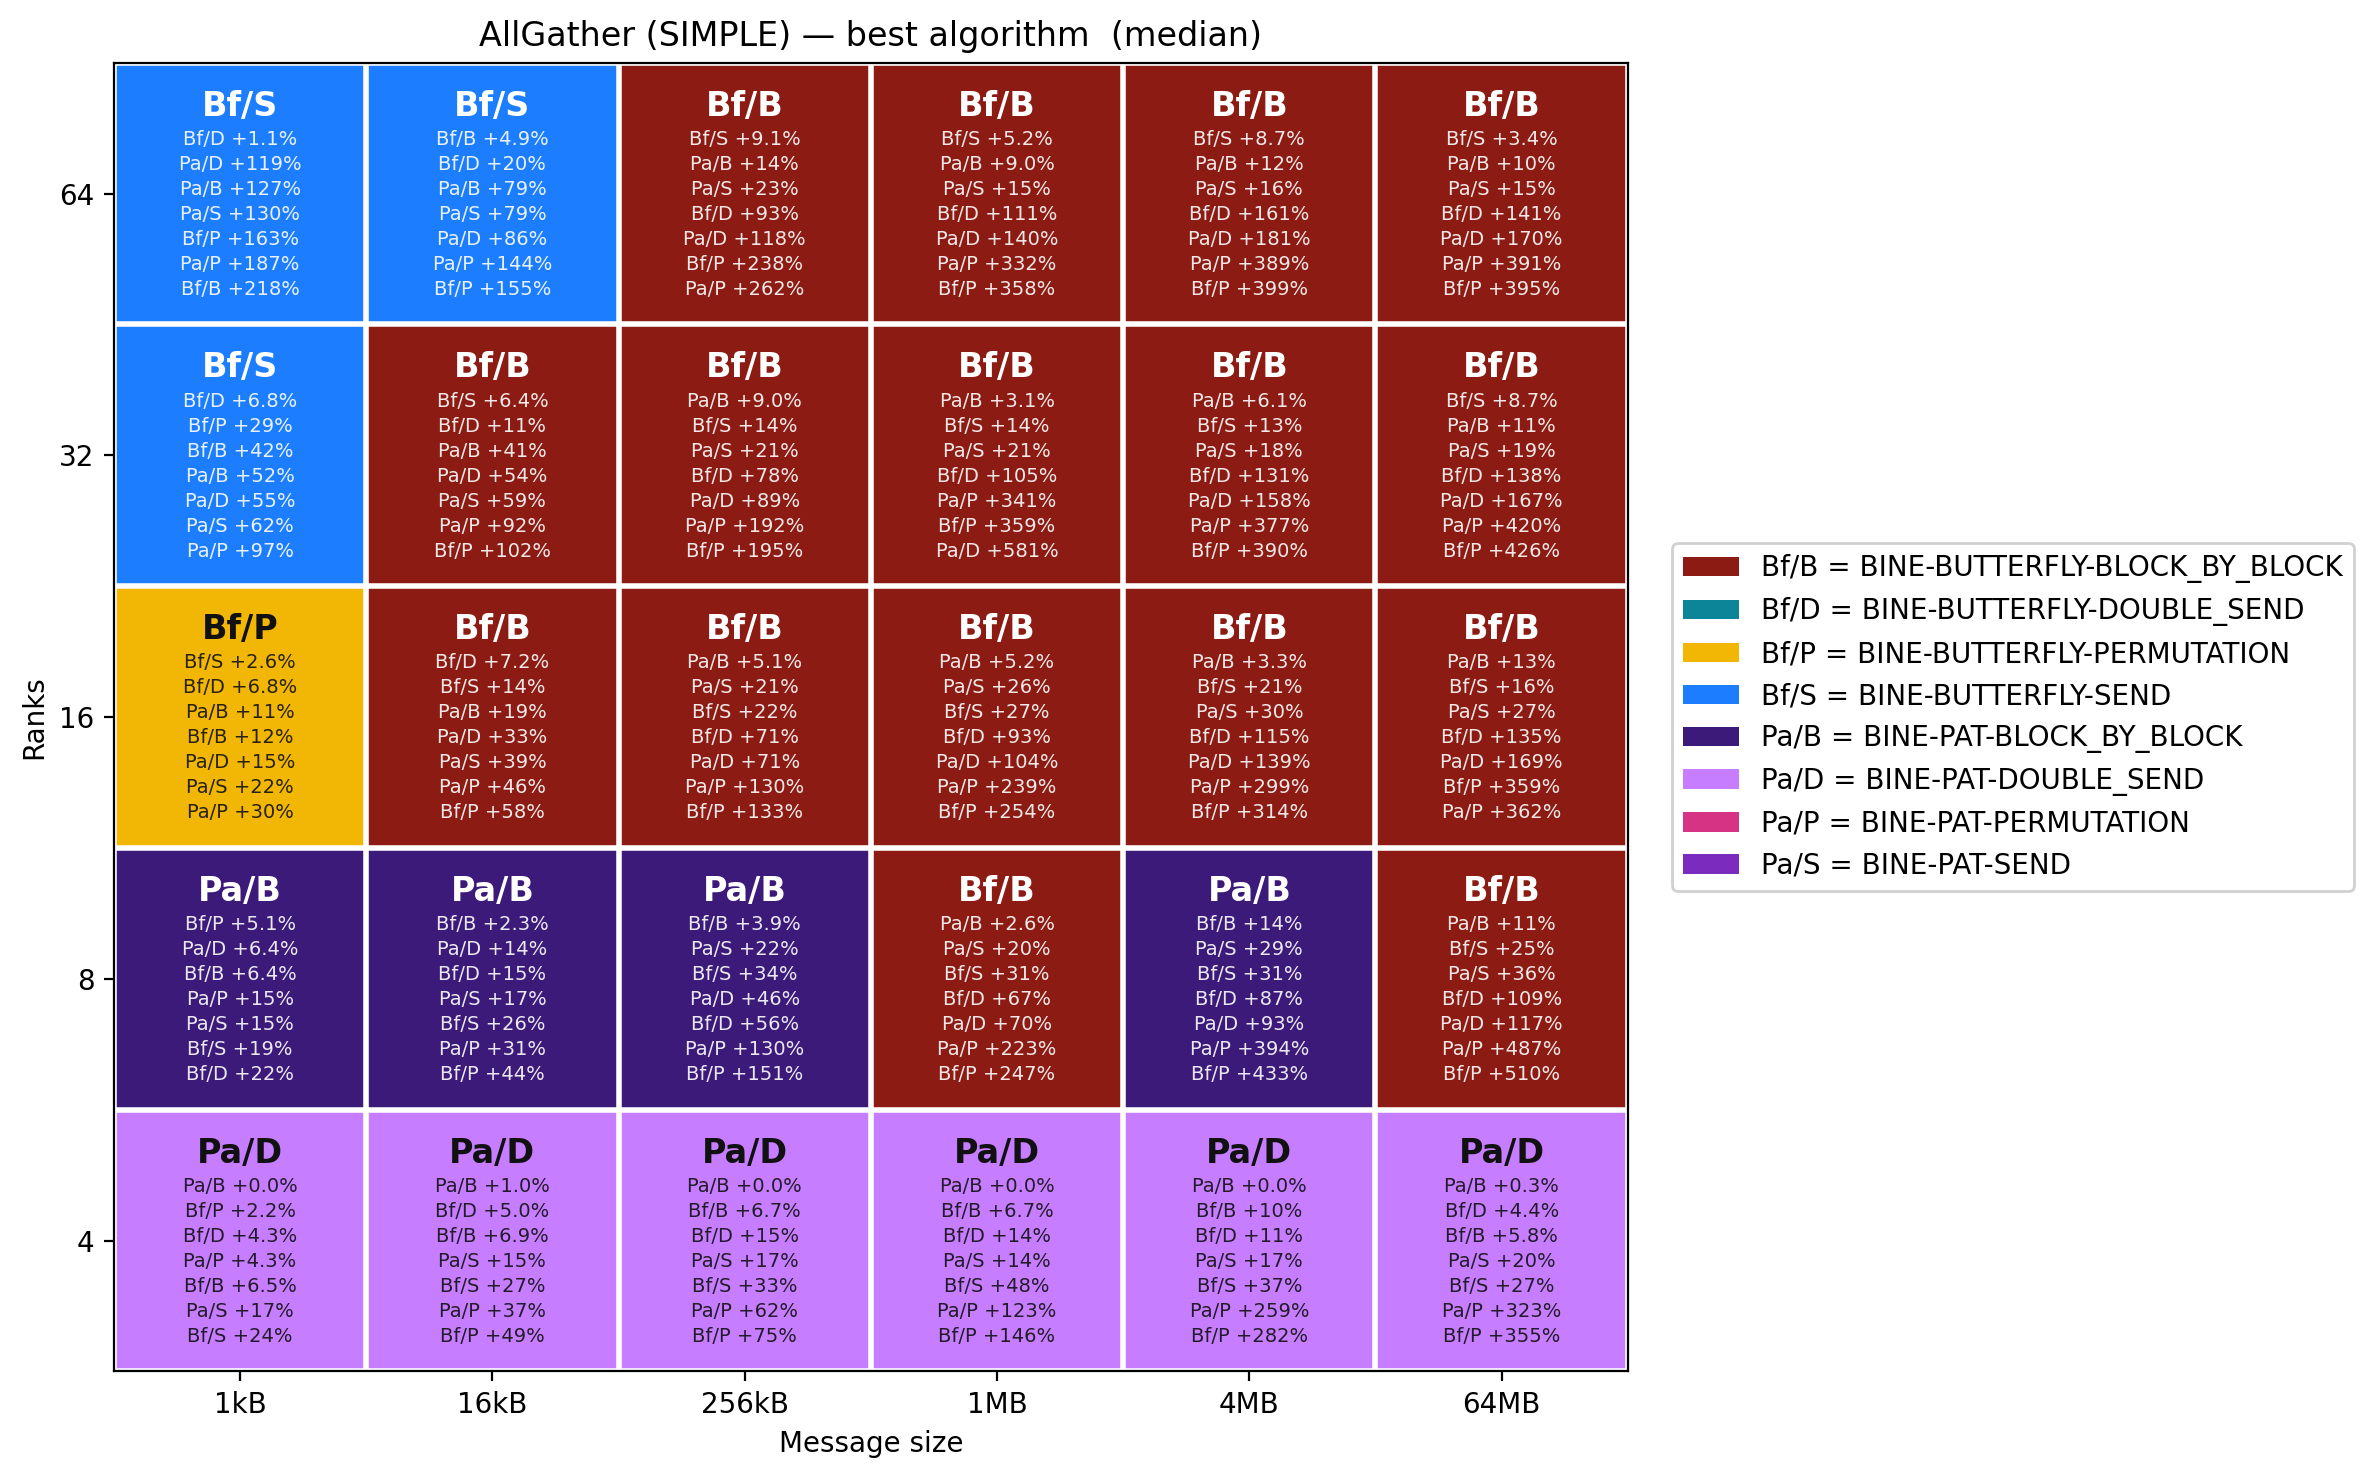 AllGather (SIMPLE) — best algorithm  (median)
Ranks
64
Bf/S
Bf/D +1.1%
Pa/D +119%
Pa/B +127%
Pa/S +130%
Bf/P +163%
Pa/P +187%
Bf/B +218%
Bf/S
Bf/B +4.9%
Bf/D +20%
Pa/B +79%
Pa/S +79%
Pa/D +86%
Pa/P +144%
Bf/P +155%
Bf/B
Bf/S +9.1%
Pa/B +14%
Pa/S +23%
Bf/D +93%
Pa/D +118%
Bf/P +238%
Pa/P +262%
Bf/B
Bf/S +5.2%
Pa/B +9.0%
Pa/S +15%
Bf/D +111%
Pa/D +140%
Pa/P +332%
Bf/P +358%
Bf/B
Bf/S +8.7%
Pa/B +12%
Pa/S +16%
Bf/D +161%
Pa/D +181%
Pa/P +389%
Bf/P +399%
Bf/B
Bf/S +3.4%
Pa/B +10%
Pa/S +15%
Bf/D +141%
Pa/D +170%
Pa/P +391%
Bf/P +395%
32
Bf/S
Bf/D +6.8%
Bf/P +29%
Bf/B +42%
Pa/B +52%
Pa/D +55%
Pa/S +62%
Pa/P +97%
Bf/B
Bf/S +6.4%
Bf/D +11%
Pa/B +41%
Pa/D +54%
Pa/S +59%
Pa/P +92%
Bf/P +102%
Bf/B
Pa/B +9.0%
Bf/S +14%
Pa/S +21%
Bf/D +78%
Pa/D +89%
Pa/P +192%
Bf/P +195%
Bf/B
Pa/B +3.1%
Bf/S +14%
Pa/S +21%
Bf/D +105%
Pa/P +341%
Bf/P +359%
Pa/D +581%
Bf/B
Pa/B +6.1%
Bf/S +13%
Pa/S +18%
Bf/D +131%
Pa/D +158%
Pa/P +377%
Bf/P +390%
Bf/B
Bf/S +8.7%
Pa/B +11%
Pa/S +19%
Bf/D +138%
Pa/D +167%
Pa/P +420%
Bf/P +426%
16
Bf/P
Bf/S +2.6%
Bf/D +6.8%
Pa/B +11%
Bf/B +12%
Pa/D +15%
Pa/S +22%
Pa/P +30%
Bf/B
Bf/D +7.2%
Bf/S +14%
Pa/B +19%
Pa/D +33%
Pa/S +39%
Pa/P +46%
Bf/P +58%
Bf/B
Pa/B +5.1%
Pa/S +21%
Bf/S +22%
Bf/D +71%
Pa/D +71%
Pa/P +130%
Bf/P +133%
Bf/B
Pa/B +5.2%
Pa/S +26%
Bf/S +27%
Bf/D +93%
Pa/D +104%
Pa/P +239%
Bf/P +254%
Bf/B
Pa/B +3.3%
Bf/S +21%
Pa/S +30%
Bf/D +115%
Pa/D +139%
Pa/P +299%
Bf/P +314%
Bf/B
Pa/B +13%
Bf/S +16%
Pa/S +27%
Bf/D +135%
Pa/D +169%
Bf/P +359%
Pa/P +362%
8
Pa/B
Bf/P +5.1%
Pa/D +6.4%
Bf/B +6.4%
Pa/P +15%
Pa/S +15%
Bf/S +19%
Bf/D +22%
Pa/B
Bf/B +2.3%
Pa/D +14%
Bf/D +15%
Pa/S +17%
Bf/S +26%
Pa/P +31%
Bf/P +44%
Pa/B
Bf/B +3.9%
Pa/S +22%
Bf/S +34%
Pa/D +46%
Bf/D +56%
Pa/P +130%
Bf/P +151%
Bf/B
Pa/B +2.6%
Pa/S +20%
Bf/S +31%
Bf/D +67%
Pa/D +70%
Pa/P +223%
Bf/P +247%
Pa/B
Bf/B +14%
Pa/S +29%
Bf/S +31%
Bf/D +87%
Pa/D +93%
Pa/P +394%
Bf/P +433%
Bf/B
Pa/B +11%
Bf/S +25%
Pa/S +36%
Bf/D +109%
Pa/D +117%
Pa/P +487%
Bf/P +510%
4
Pa/D
Pa/B +0.0%
Bf/P +2.2%
Bf/D +4.3%
Pa/P +4.3%
Bf/B +6.5%
Pa/S +17%
Bf/S +24%
Pa/D
Pa/B +1.0%
Bf/D +5.0%
Bf/B +6.9%
Pa/S +15%
Bf/S +27%
Pa/P +37%
Bf/P +49%
Pa/D
Pa/B +0.0%
Bf/B +6.7%
Bf/D +15%
Pa/S +17%
Bf/S +33%
Pa/P +62%
Bf/P +75%
Pa/D
Pa/B +0.0%
Bf/B +6.7%
Bf/D +14%
Pa/S +14%
Bf/S +48%
Pa/P +123%
Bf/P +146%
Pa/D
Pa/B +0.0%
Bf/B +10%
Bf/D +11%
Pa/S +17%
Bf/S +37%
Pa/P +259%
Bf/P +282%
Pa/D
Pa/B +0.3%
Bf/D +4.4%
Bf/B +5.8%
Pa/S +20%
Bf/S +27%
Pa/P +323%
Bf/P +355%
1kB
16kB
256kB
1MB
4MB
64MB
Message size
Bf/B = BINE-BUTTERFLY-BLOCK_BY_BLOCK
Bf/D = BINE-BUTTERFLY-DOUBLE_SEND
Bf/P = BINE-BUTTERFLY-PERMUTATION
Bf/S = BINE-BUTTERFLY-SEND
Pa/B = BINE-PAT-BLOCK_BY_BLOCK
Pa/D = BINE-PAT-DOUBLE_SEND
Pa/P = BINE-PAT-PERMUTATION
Pa/S = BINE-PAT-SEND